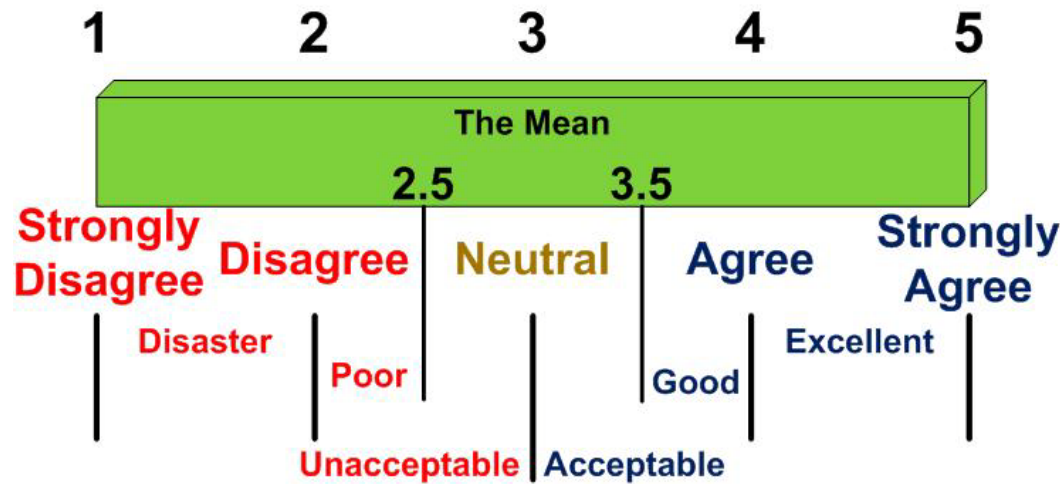 1 2 3 4 5
The Mean
2.5 3.5
Strongly Disagree Neutral Agree Strongly
Disagree Agree
Disaster Excellent
Poor Good
Unacceptable Acceptable